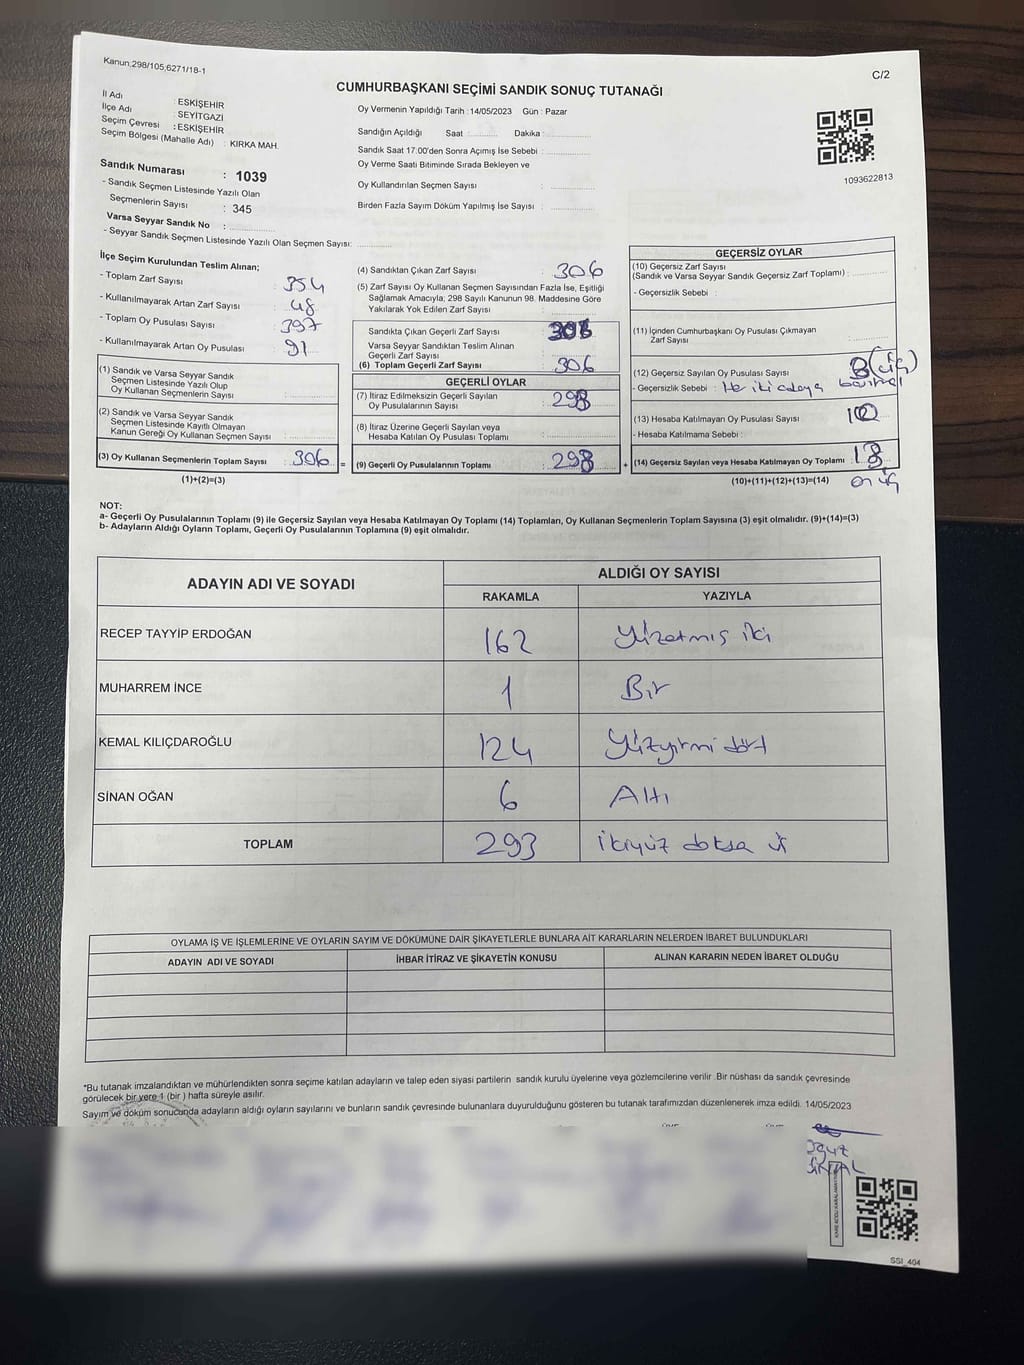 Kanun:298/105,6271/18-1
C/2
CUMHURBAŞKANI SEÇİMİ SANDIK SONUÇ TUTANAĞI
İl Adı : ESKİŞEHİR
İlçe Adı : SEYİTGAZİ
Seçim Çevresi : ESKİŞEHİR
Seçim Bölgesi (Mahalle Adı) : KIRKA MAH.
Sandık Numarası : 1039
- Sandık Seçmen Listesinde Yazılı Olan
Seçmenlerin Sayısı : 345
Varsa Seyyar Sandık No :
- Seyyar Sandık Seçmen Listesinde Yazılı Olan Seçmen Sayısı:
Oy Vermenin Yapıldığı Tarih :14/05/2023 Gün : Pazar
Sandığın Açıldığı Saat : Dakika :
Sandık Saat 17:00'den Sonra Açımış İse Sebebi :
Oy Verme Saati Bitiminde Sırada Bekleyen ve
Oy Kullandırılan Seçmen Sayısı :
Birden Fazla Sayım Döküm Yapılmış İse Sayısı :
1093622813
İlçe Seçim Kurulundan Teslim Alınan;
- Toplam Zarf Sayısı : 354
- Kullanılmayarak Artan Zarf Sayısı : 48
- Toplam Oy Pusulası Sayısı : 397
- Kullanılmayarak Artan Oy Pusulası : 91
(1) Sandık ve Varsa Seyyar Sandık
Seçmen Listesinde Yazılı Olup
Oy Kullanan Seçmenlerin Sayısı :
(2) Sandık ve Varsa Seyyar Sandık
Seçmen Listesinde Kayıtlı Olmayan
Kanun Gereği Oy Kullanan Seçmen Sayısı :
(3) Oy Kullanan Seçmenlerin Toplam Sayısı : 306 =
(1)+(2)=(3)
(4) Sandıktan Çıkan Zarf Sayısı : 306
(5) Zarf Sayısı Oy Kullanan Seçmen Sayısından Fazla İse, Eşitliği
Sağlamak Amacıyla; 298 Sayılı Kanunun 98. Maddesine Göre
Yakılarak Yok Edilen Zarf Sayısı :
Sandıkta Çıkan Geçerli Zarf Sayısı : 306
Varsa Seyyar Sandıktan Teslim Alınan
Geçerli Zarf Sayısı :
(6) Toplam Geçerli Zarf Sayısı : 306
GEÇERLİ OYLAR
(7) İtiraz Edilmeksizin Geçerli Sayılan
Oy Pusulalarının Sayısı : 293
(8) İtiraz Üzerine Geçerli Sayılan veya
Hesaba Katılan Oy Pusulası Toplamı :
(9) Geçerli Oy Pusulalarının Toplamı : 293 +
GEÇERSİZ OYLAR
(10) Geçersiz Zarf Sayısı
(Sandık ve Varsa Seyyar Sandık Geçersiz Zarf Toplamı) :
- Geçersizlik Sebebi :
(11) İçinden Cumhurbaşkanı Oy Pusulası Çıkmayan
Zarf Sayısı :
(12) Geçersiz Sayılan Oy Pusulası Sayısı : 3 (üç)
- Geçersizlik Sebebi : Her iki adaya
(13) Hesaba Katılmayan Oy Pusulası Sayısı : 10
- Hesaba Katılmama Sebebi :
(14) Geçersiz Sayılan veya Hesaba Katılmayan Oy Toplamı : 13
(10)+(11)+(12)+(13)=(14) on üç
NOT:
a- Geçerli Oy Pusulalarının Toplamı (9) ile Geçersiz Sayılan veya Hesaba Katılmayan Oy Toplamı (14) Toplamları, Oy Kullanan Seçmenlerin Toplam Sayısına (3) eşit olmalıdır. (9)+(14)=(3)
b- Adayların Aldığı Oyların Toplamı, Geçerli Oy Pusulalarının Toplamına (9) eşit olmalıdır.
ADAYIN ADI VE SOYADI ALDIĞI OY SAYISI
RAKAMLA YAZIYLA
RECEP TAYYİP ERDOĞAN 162 Yüzatmış iki
MUHARREM İNCE 1 Bir
KEMAL KILIÇDAROĞLU 124 Yüzyirmi dört
SİNAN OĞAN 6 Altı
TOPLAM 293 ikiyüz doksa üç
OYLAMA İŞ VE İŞLEMLERİNE VE OYLARIN SAYIM VE DÖKÜMÜNE DAİR ŞİKAYETLERLE BUNLARA AİT KARARLARIN NELERDEN İBARET BULUNDUKLARI
ADAYIN ADI VE SOYADI İHBAR İTİRAZ VE ŞİKAYETİN KONUSU ALINAN KARARIN NEDEN İBARET OLDUĞU
*Bu tutanak imzalandıktan ve mühürlendikten sonra seçime katılan adayların ve talep eden siyasi partilerin sandık kurulu üyelerine veya gözlemcilerine verilir .Bir nüshası da sandık çevresinde
görülecek bir yere 1 (bir ) hafta süreyle asılır.
Sayım ve döküm sonucunda adayların aldığı oyların sayılarını ve bunların sandık çevresinde bulunanlara duyurulduğunu gösteren bu tutanak tarafımızdan düzenlenerek imza edildi. 14/05/2023
Oğuz
SSİ_404